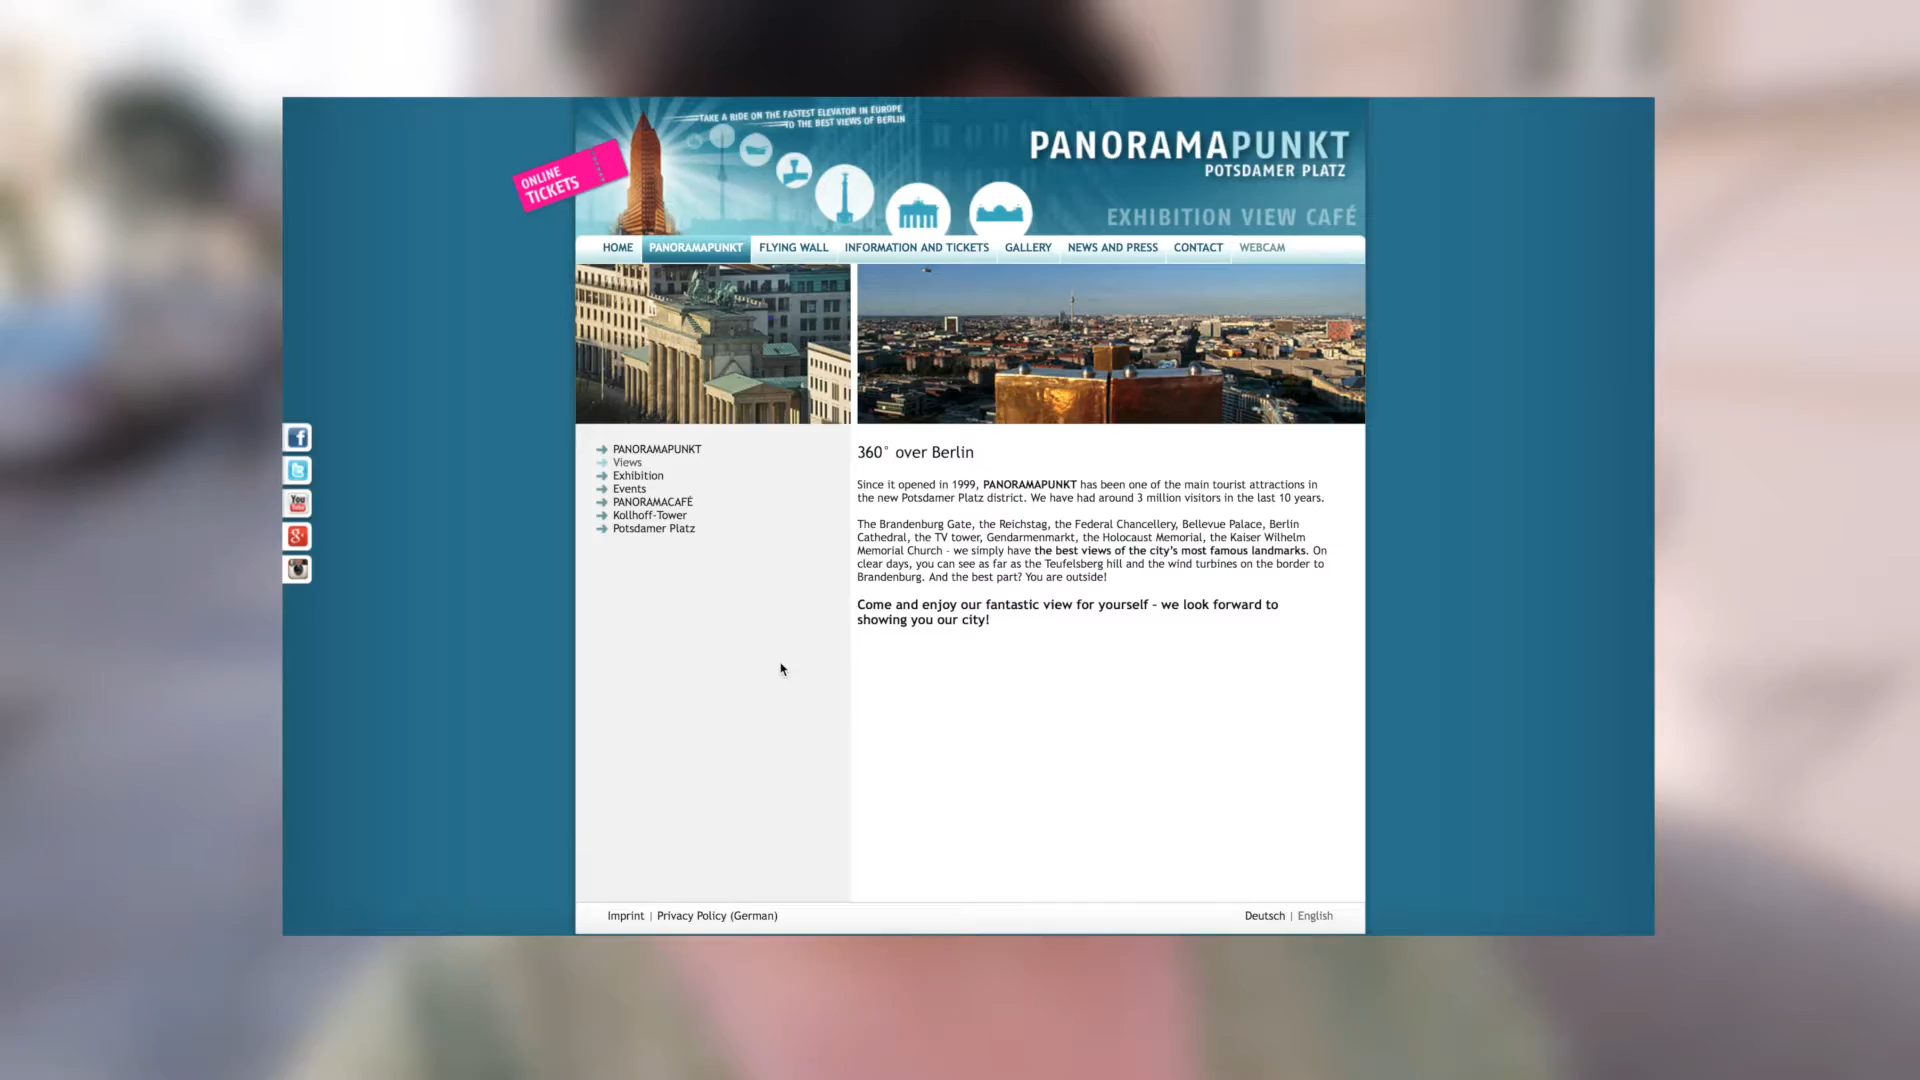 TAKE A RIDE ON THE FASTEST ELEVATOR IN EUROPE
TO THE BEST VIEWS OF BERLIN
ONLINE
TICKETS
PANORAMAPUNKT
POTSDAMER PLATZ
EXHIBITION VIEW CAFÉ
HOME PANORAMAPUNKT FLYING WALL INFORMATION AND TICKETS GALLERY NEWS AND PRESS CONTACT WEBCAM
PANORAMAPUNKT
Views
Exhibition
Events
PANORAMACAFÉ
Kollhoff-Tower
Potsdamer Platz
360° over Berlin
Since it opened in 1999, PANORAMAPUNKT has been one of the main tourist attractions in
the new Potsdamer Platz district. We have had around 3 million visitors in the last 10 years.
The Brandenburg Gate, the Reichstag, the Federal Chancellery, Bellevue Palace, Berlin
Cathedral, the TV tower, Gendarmenmarkt, the Holocaust Memorial, the Kaiser Wilhelm
Memorial Church - we simply have the best views of the city's most famous landmarks. On
clear days, you can see as far as the Teufelsberg hill and the wind turbines on the border to
Brandenburg. And the best part? You are outside!
Come and enjoy our fantastic view for yourself – we look forward to
showing you our city!
You
Tube
Imprint | Privacy Policy (German)
Deutsch | English